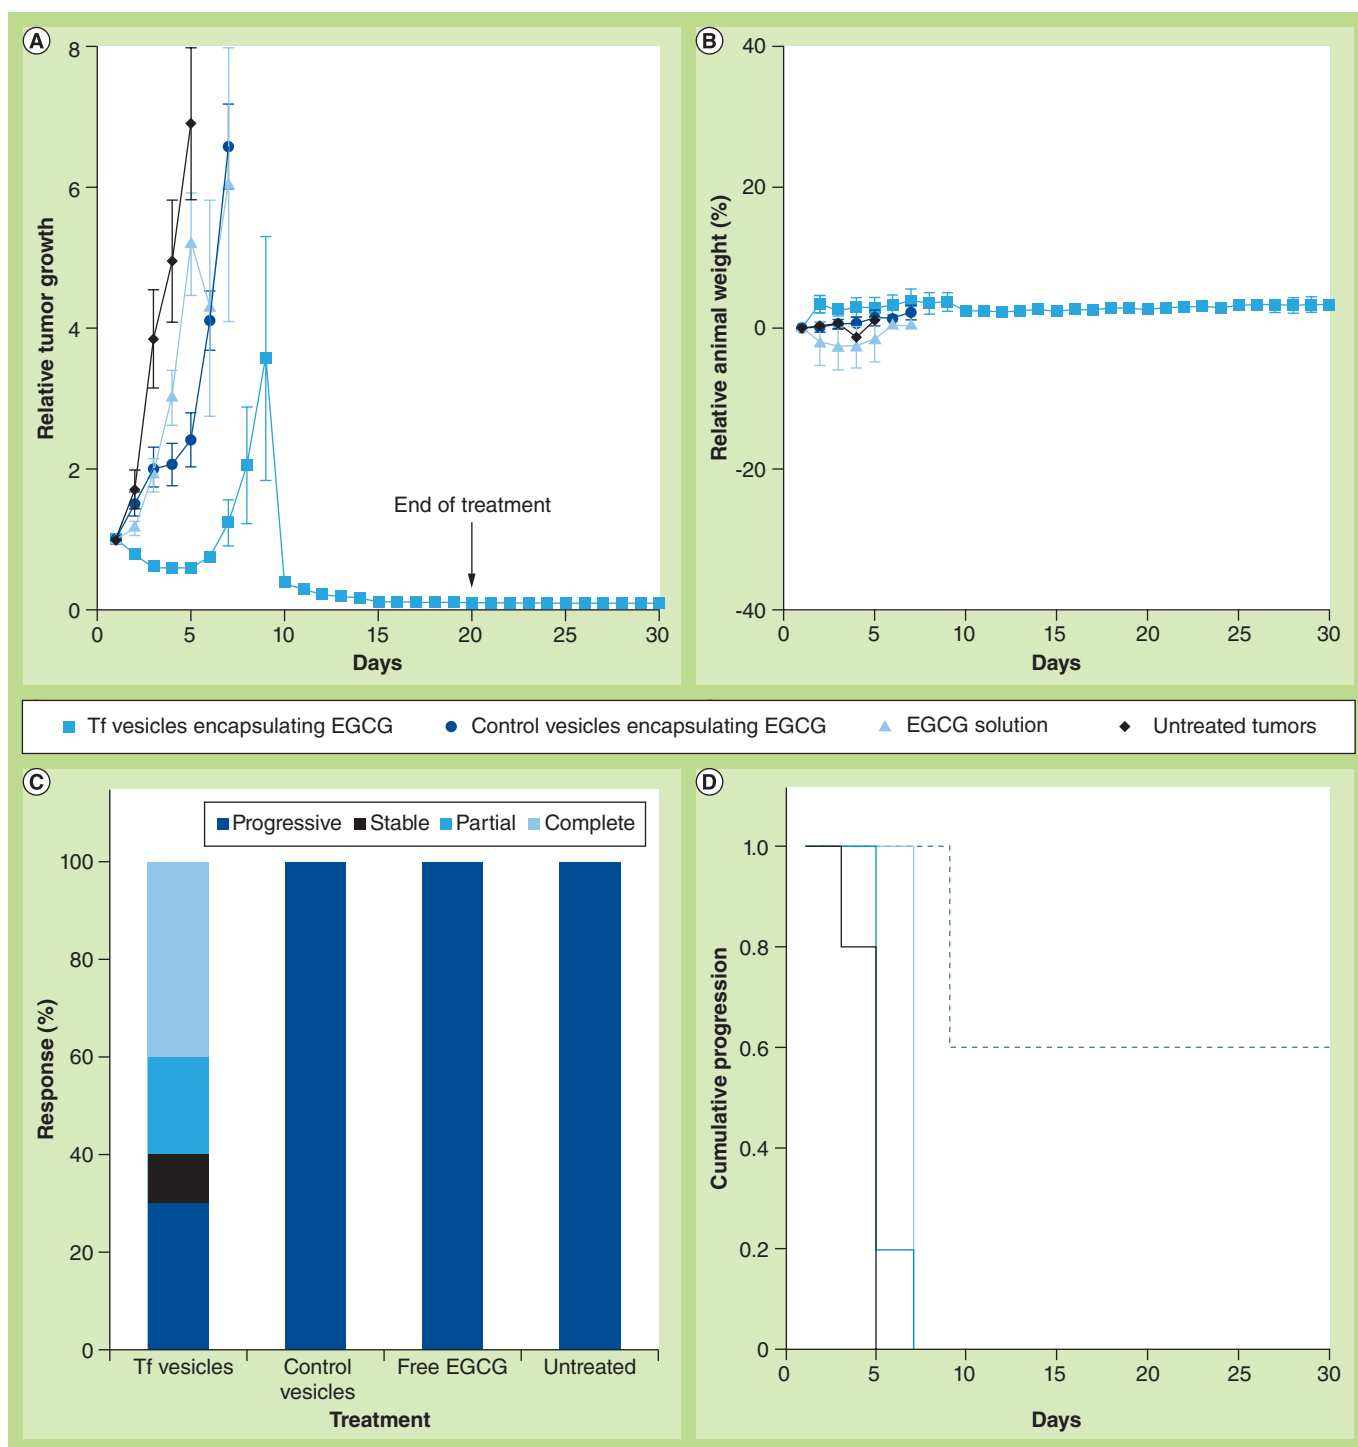 A
8
6
4
2
0
Relative tumor growth
End of treatment
0 5 10 15 20 25 30
Days
B
40
20
0
-20
-40
Relative animal weight (%)
0 5 10 15 20 25 30
Days
Tf vesicles encapsulating EGCG Control vesicles encapsulating EGCG EGCG solution Untreated tumors
C
Progressive Stable Partial Complete
100
80
60
40
20
0
Response (%)
Tf vesicles Control vesicles Free EGCG Untreated
Treatment
D
1.0
0.8
0.6
0.4
0.2
0
Cumulative progression
0 5 10 15 20 25 30
Days